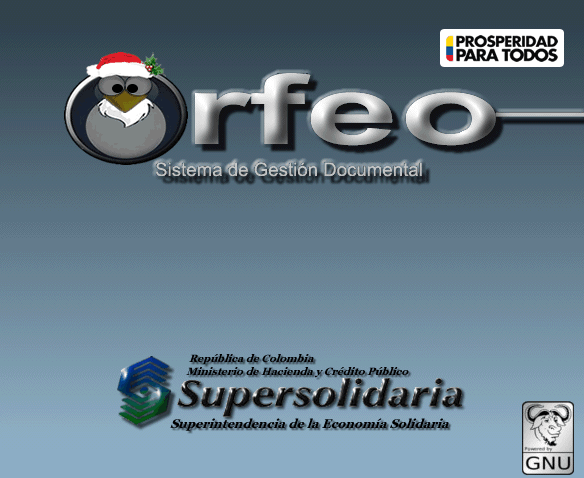 PROSPERIDAD
PARA TODOS
Orfeo
Sistema de Gestión Documental
República de Colombia
Ministerio de Hacienda y Crédito Público
Supersolidaria
Superintendencia de la Economía Solidaria
Powered by
GNU